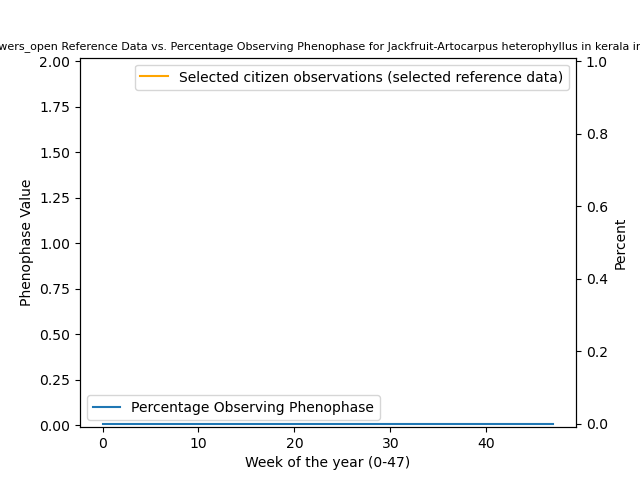 wers_open Reference Data vs. Percentage Observing Phenophase for Jackfruit-Artocarpus heterophyllus in kerala in
2.00
1.75
1.50
1.25
1.00
0.75
0.50
0.25
0.00
Phenophase Value
Selected citizen observations (selected reference data)
Percentage Observing Phenophase
1.0
0.8
0.6
0.4
0.2
0.0
Percent
0 10 20 30 40
Week of the year (0-47)